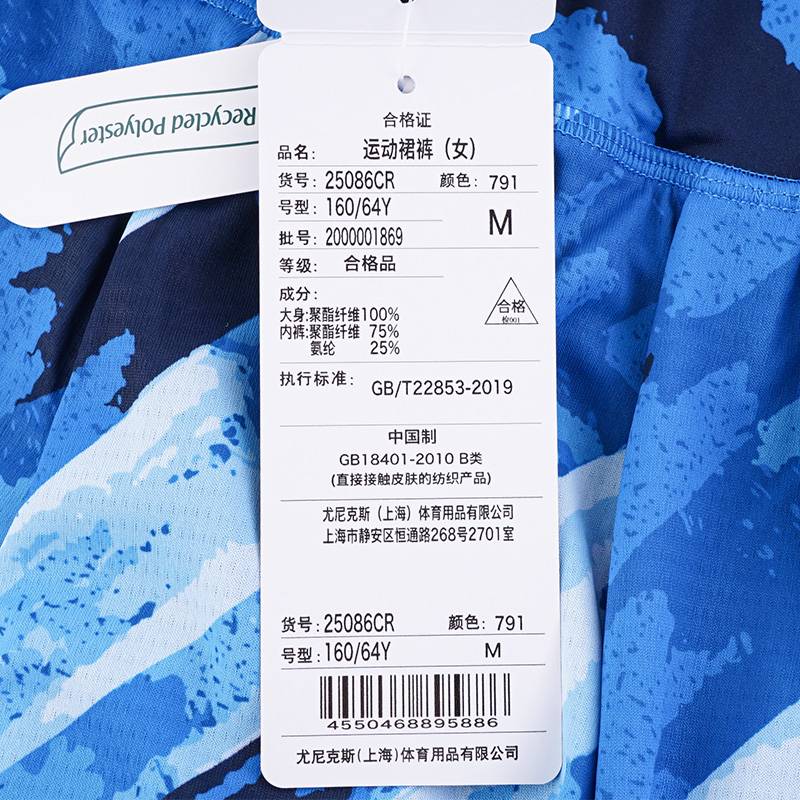 Recycled Polyester
合格证
品名: 运动裙裤（女）
货号: 25086CR 颜色: 791
号型: 160/64Y M
批号: 2000001869
等级: 合格品
合格
检001
成分:
大身:聚酯纤维100%
内裤:聚酯纤维 75%
氨纶 25%
执行标准: GB/T22853-2019
中国制
GB18401-2010 B类
(直接接触皮肤的纺织产品)
尤尼克斯（上海）体育用品有限公司
上海市静安区恒通路268号2701室
货号: 25086CR 颜色: 791
号型: 160/64Y M
4550468895886
尤尼克斯(上海)体育用品有限公司